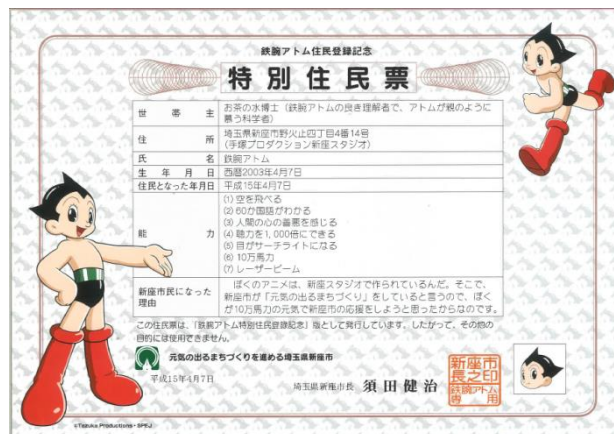 鉄腕アトム住民登録記念
特別住民票
世帯主 お茶の水博士(鉄腕アトムの良き理解者で、アトムが親のように
慕う科学者)
住所 埼玉県新座市野火止四丁目4番14号
(手塚プロダクション新座スタジオ)
氏名 鉄腕アトム
生年月日 西暦2003年4月7日
住民となった年月日 平成15年4月7日
能力
(1) 空を飛べる
(2) 60か国語がわかる
(3) 人間の心の善悪を感じる
(4) 聴力を1,000倍にできる
(5) 目がサーチライトになる
(6) 10万馬力
(7) レーザービーム
新座市民になった
理由
ぼくのアニメは、新座スタジオで作られているんだ。そこで、
新座市が「元気の出るまちづくり」をしていると言うので、ぼく
が10万馬力の元気で新座市の応援をしようと思ったからなのです。
この住民票は、「鉄腕アトム特別住民登録記念」版として発行しています。したがって、その他の
目的には使用できません。
元気の出るまちづくりを進める埼玉県新座市
平成15年4月7日
埼玉県新座市長 須田健治
新座市
長之印
鉄腕アトム
専用
©Tezuka Productions・SPEJ